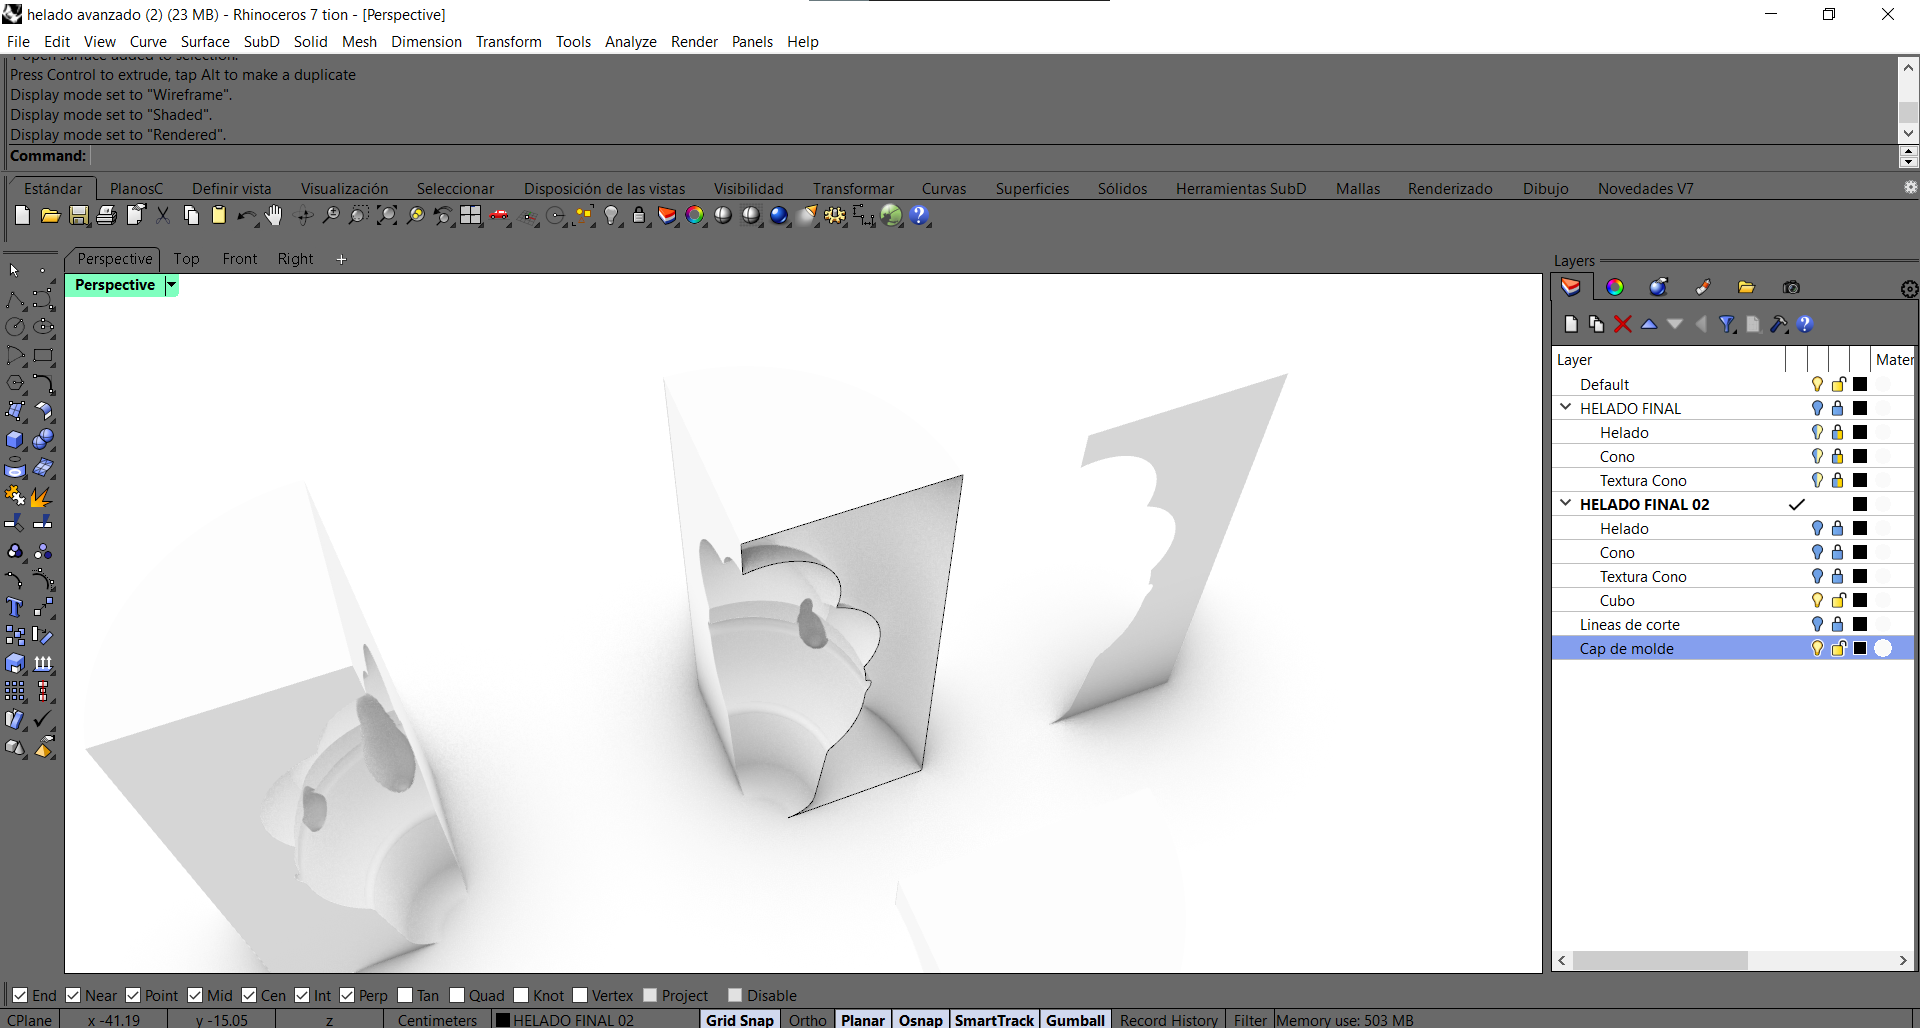 helado avanzado (2) (23 MB) - Rhinoceros 7 tion - [Perspective]
File Edit View Curve Surface SubD Solid Mesh Dimension Transform Tools Analyze Render Panels Help
1 open surface added to selection.
Press Control to extrude, tap Alt to make a duplicate
Display mode set to "Wireframe".
Display mode set to "Shaded".
Display mode set to "Rendered".
Command:
Estándar PlanosC Definir vista Visualización Seleccionar Disposición de las vistas Visibilidad Transformar Curvas Superficies Sólidos Herramientas SubD Mallas Renderizado Dibujo Novedades V7
Perspective Top Front Right +
Perspective
Layers
Layer Mater
Default
HELADO FINAL
Helado
Cono
Textura Cono
HELADO FINAL 02
Helado
Cono
Textura Cono
Cubo
Lineas de corte
Cap de molde
End Near Point Mid Cen Int Perp Tan Quad Knot Vertex Project Disable
CPlane x -41.19 y -15.05 z Centimeters HELADO FINAL 02 Grid Snap Ortho Planar Osnap SmartTrack Gumball Record History Filter Memory use: 503 MB